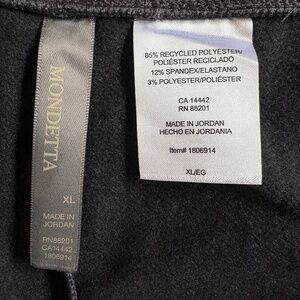 MONDETTA
XL
MADE IN
JORDAN
RN88201
CA14442
1806914
85% RECYCLED POLYESTER/
POLIÉSTER RECICLADO
12% SPANDEX/ELASTANO
3% POLYESTER/POLIÉSTER
CA 14442
RN 88201
MADE IN JORDAN
HECHO EN JORDANIA
Item# 1806914
XL/EG